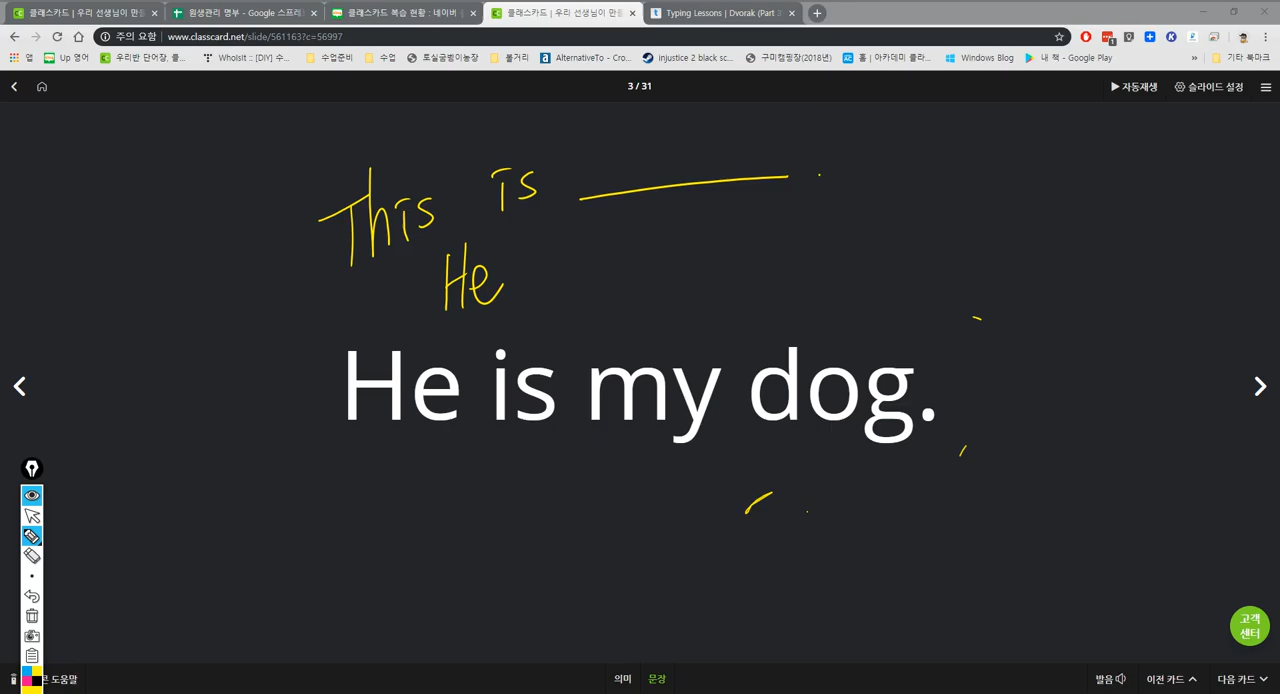 클래스카드 | 우리 선생님이 만든
원생관리 명부 - Google 스프레드
클래스카드 복습 현황 : 네이버
클래스카드 | 우리 선생님이 만든
Typing Lessons | Dvorak (Part 2
주의 요함 www.classcard.net/slide/561163?c=56997
앱 Up 영어 우리반 단어장, 클... WhoIst :: [DIV] 수... 수업준비 수업 토실굼벵이농장 볼거리 AlternativeTo - Cro... injustice 2 black sc... 구미캠핑장(2018년) 홈 | 아카데미 클라... Windows Blog 내 책 - Google Play » 기타 북마크
3 / 31
자동재생 슬라이드 설정
This is
He
He is my dog.
고객
센터
도움말
의미 문장
발음 이전 카드 다음 카드